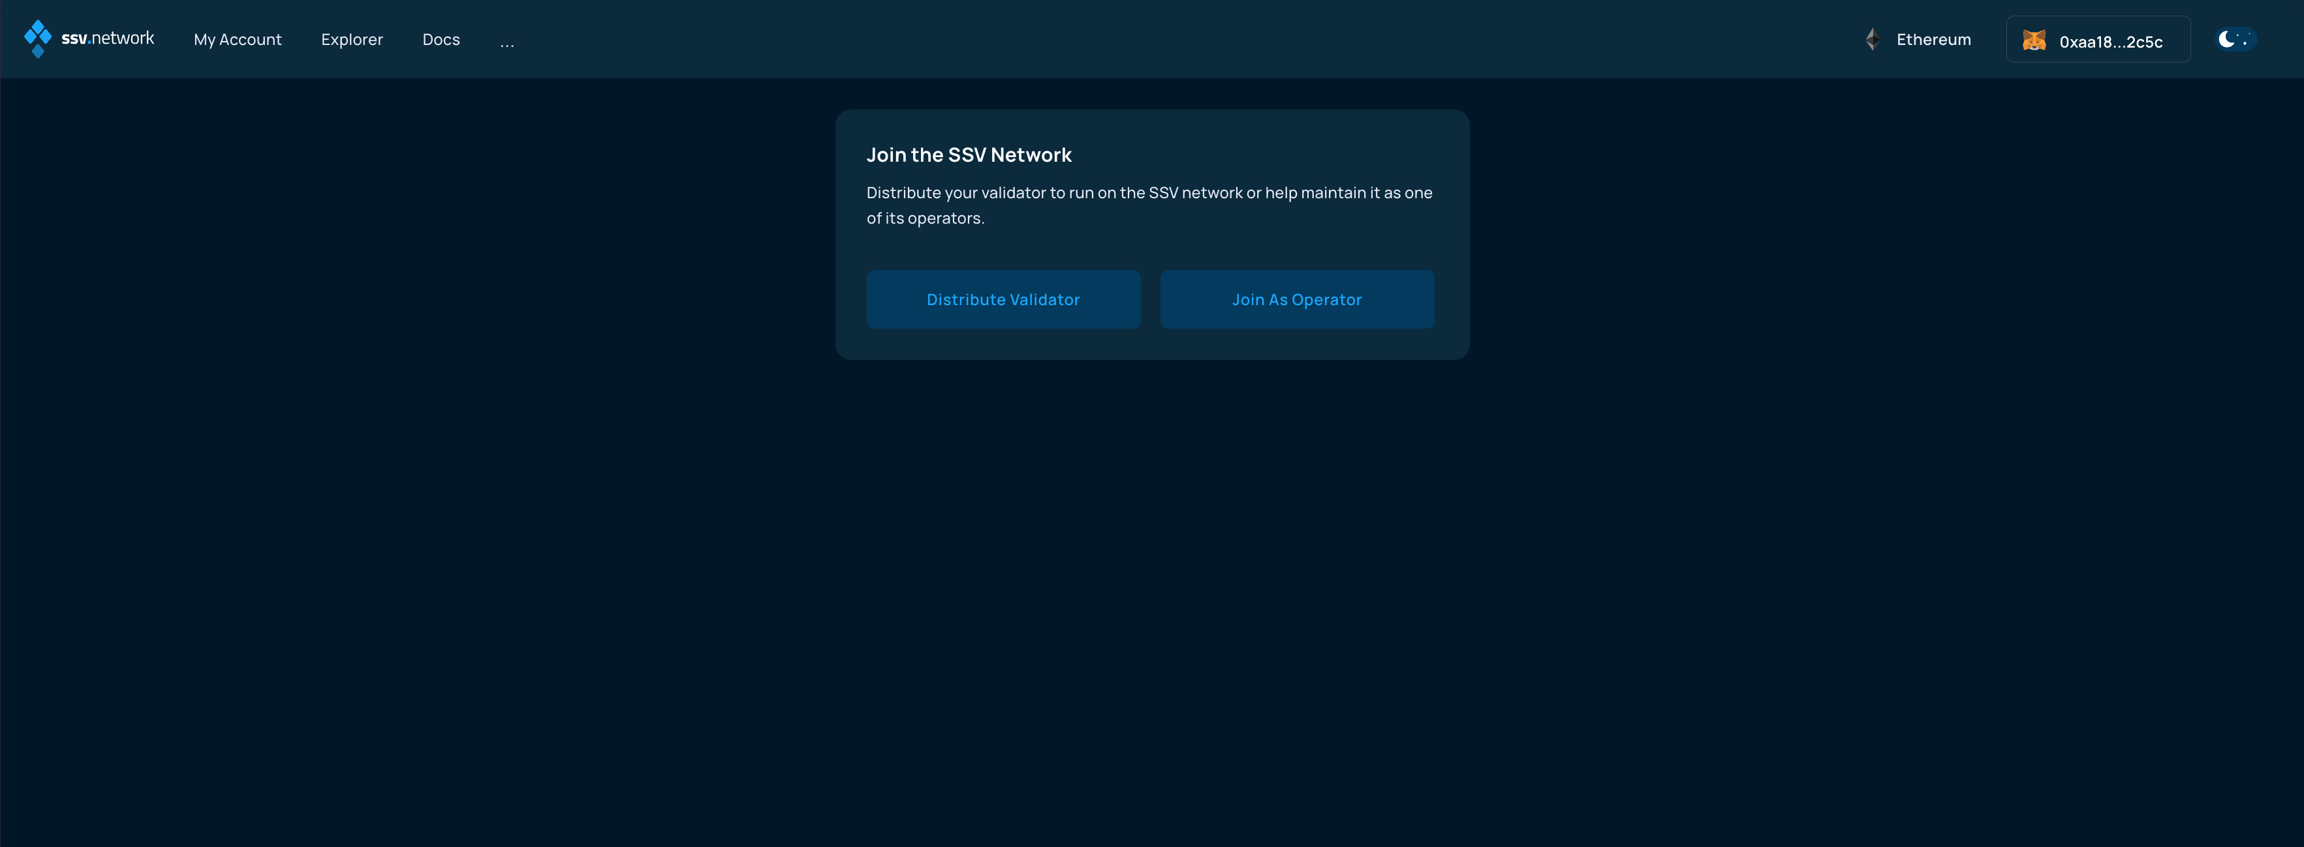 ssv.network
My Account
Explorer
Docs
...
Ethereum
0xaa18...2c5c
Join the SSV Network
Distribute your validator to run on the SSV network or help maintain it as one
of its operators.
Distribute Validator
Join As Operator